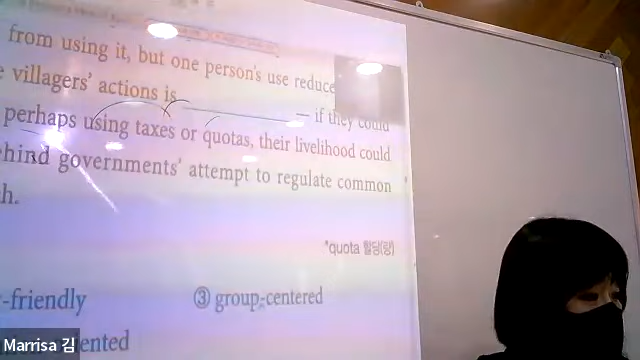 from using it, but one person's use reduce
villagers' actions is
if they could
perhaps using taxes or quotas, their livelihood could
hind governments' attempt to regulate common
h.
*quota 할당(량)
-friendly
③ group-centered
ented
Marrisa 김